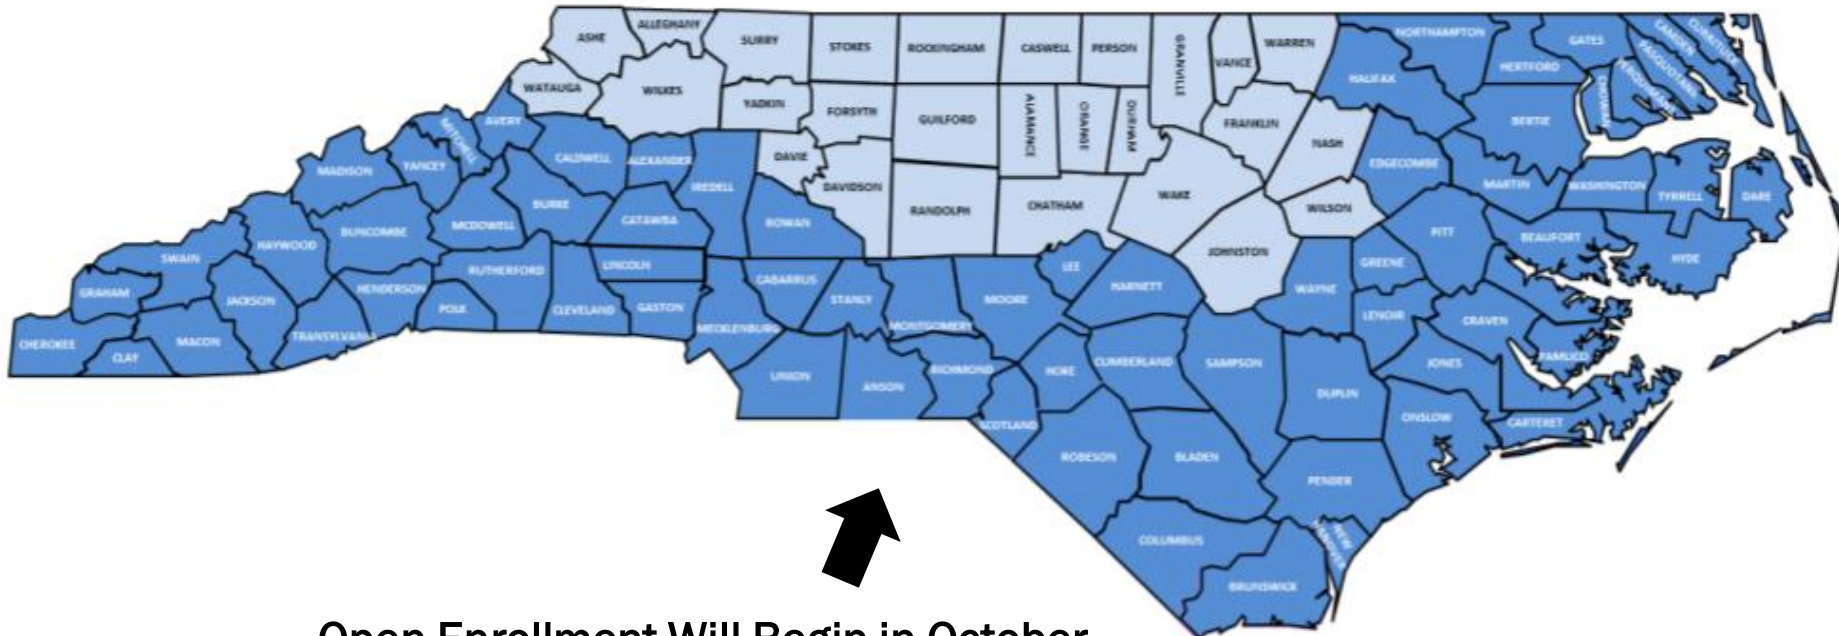 ASHE
ALLEGHANY
SURRY
STOKES
ROCKINGHAM
CASWELL
PERSON
GRANVILLE
VANCE
WARREN
NORTHAMPTON
GATES
CAMDEN
CURRITUCK
PASQUOTANK
PERQUIMANS
HERTFORD
HALIFAX
WATAUGA
WILKES
YADKIN
FORSYTH
GUILFORD
ALAMANCE
ORANGE
DURHAM
FRANKLIN
NASH
BERTIE
CHOWAN
AVERY
MITCHELL
CALDWELL
ALEXANDER
DAVIE
IREDELL
DAVIDSON
EDGECOMBE
MADISON
YANCEY
MARTIN
WASHINGTON
TYRRELL
DARE
BURKE
MCDOWELL
CATAWBA
ROWAN
RANDOLPH
CHATHAM
WAKE
WILSON
BUNCOMBE
HAYWOOD
SWAIN
PITT
BEAUFORT
HYDE
JOHNSTON
RUTHERFORD
LINCOLN
CABARRUS
LEE
GREENE
GRAHAM
JACKSON
HENDERSON
POLK
CLEVELAND
GASTON
STANLY
MOORE
HARNETT
WAYNE
LENOIR
CRAVEN
CHEROKEE
CLAY
MACON
TRANSYLVANIA
MECKLENBURG
MONTGOMERY
UNION
ANSON
RICHMOND
HOKE
CUMBERLAND
SAMPSON
DUPLIN
JONES
PAMLICO
SCOTLAND
ONSLOW
CARTERET
ROBESON
BLADEN
PENDER
COLUMBUS
NEW
HANOVER
BRUNSWICK
Open Enrollment Will Begin in October